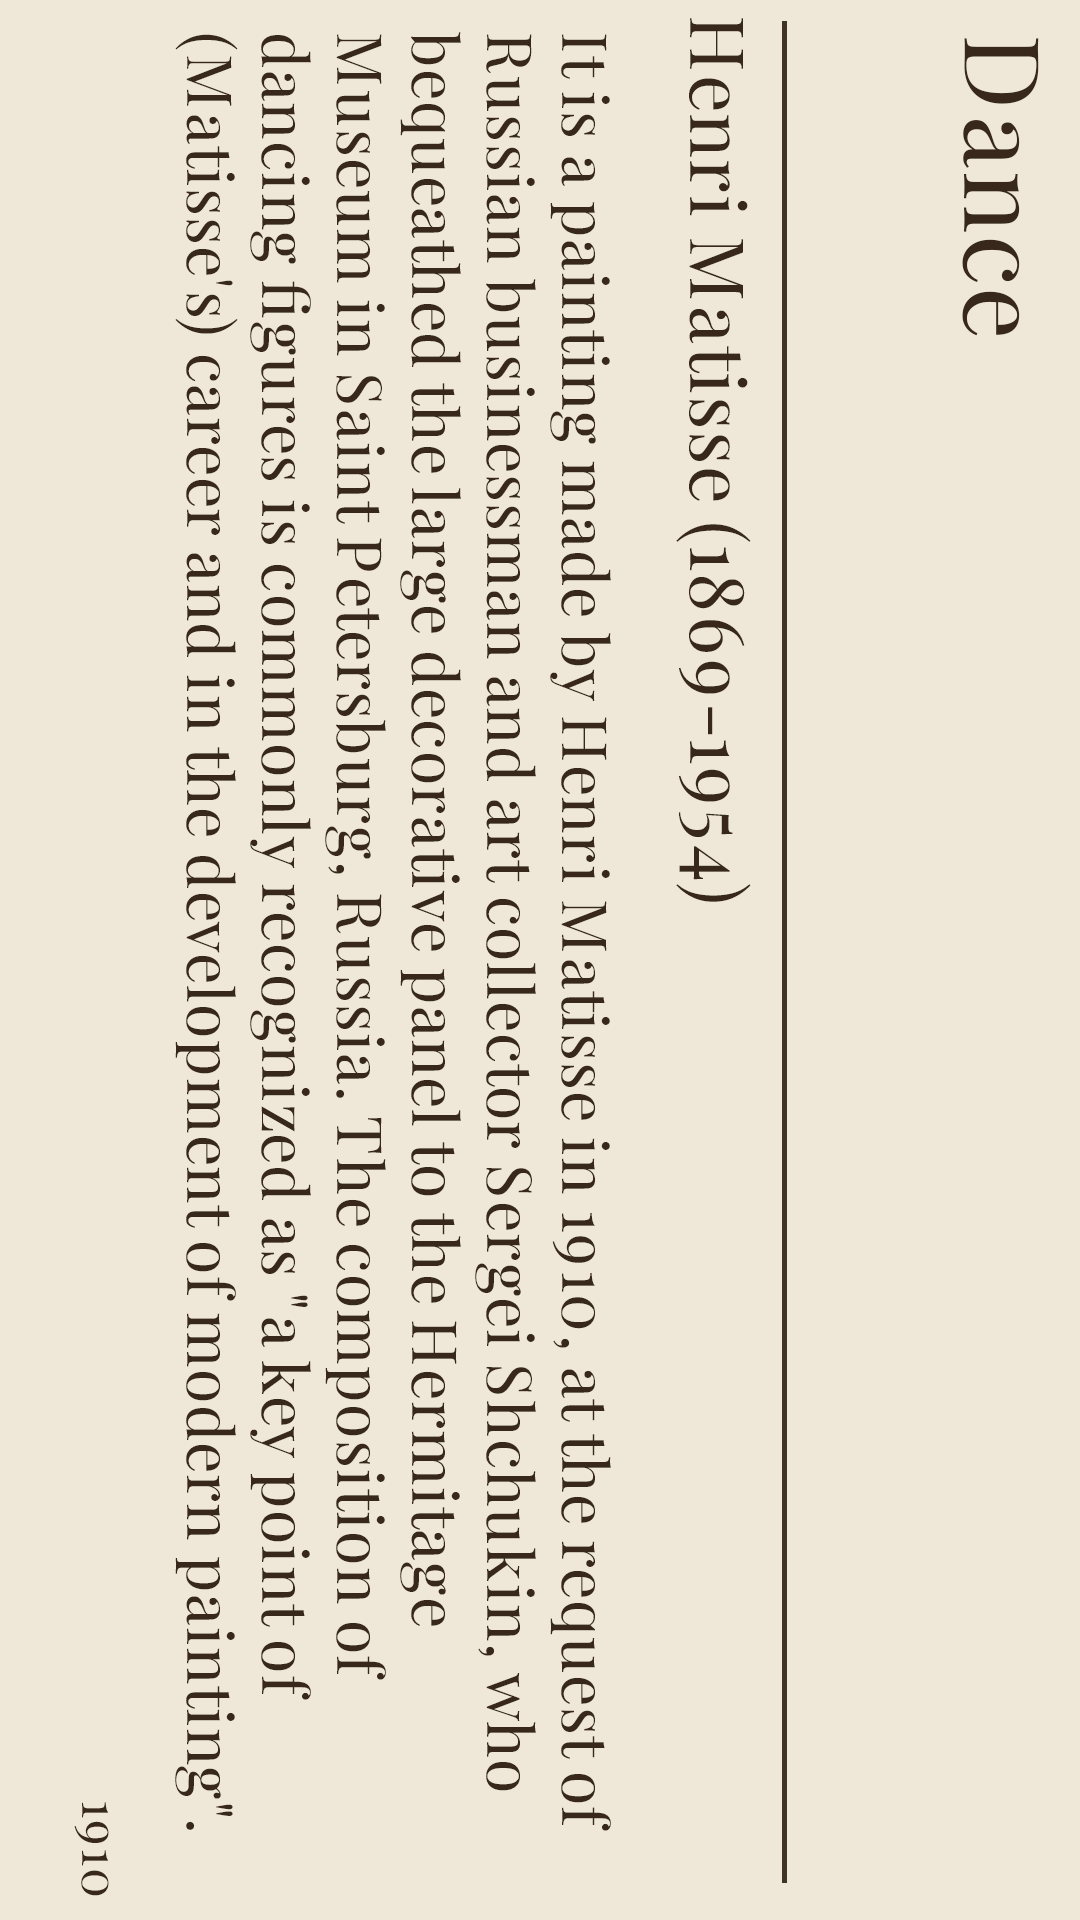 Dance
Henri Matisse (1869-1954)
It is a painting made by Henri Matisse in 1910, at the request of
Russian businessman and art collector Sergei Shchukin, who
bequeathed the large decorative panel to the Hermitage
Museum in Saint Petersburg, Russia. The composition of
dancing figures is commonly recognized as "a key point of
(Matisse's) career and in the development of modern painting".
1910